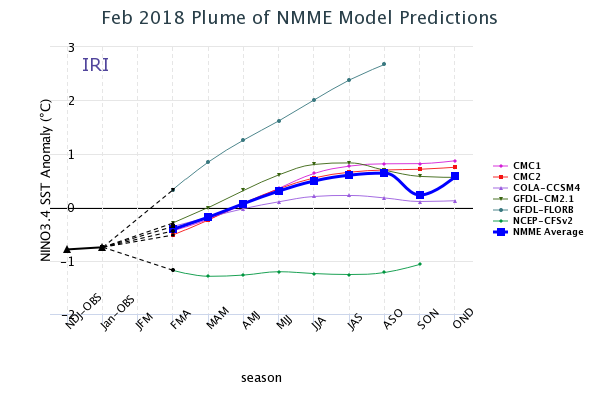 Feb 2018 Plume of NMME Model Predictions
IRI
NINO3.4 SST Anomaly (°C)
3
2
1
0
-1
-2
NDJ-OBS
Jan-OBS
JFM
FMA
MAM
AMJ
MJJ
JJA
JAS
ASO
SON
OND
season
CMC1
CMC2
COLA-CCSM4
GFDL-CM2.1
GFDL-FLORB
NCEP-CFSv2
NMME Average